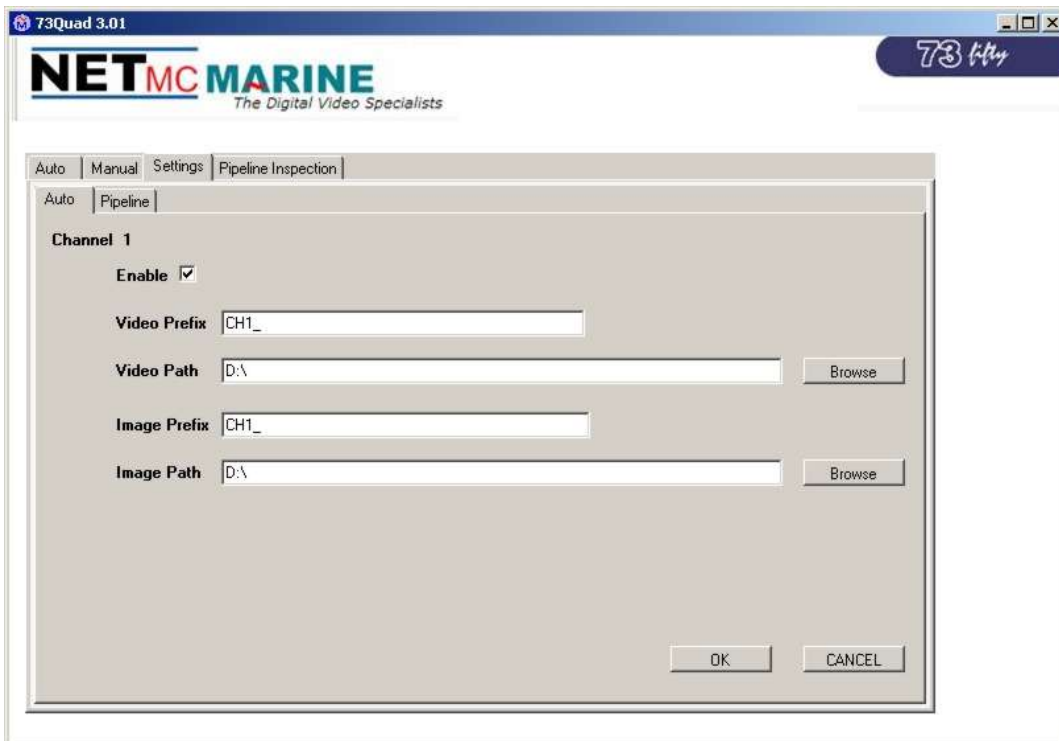 73Quad 3.01
NETMC MARINE
The Digital Video Specialists
73 fifty
Auto Manual Settings Pipeline Inspection
Auto Pipeline
Channel 1
Enable
Video Prefix CH1_
Video Path D:\ Browse
Image Prefix CH1_
Image Path D:\ Browse
OK CANCEL